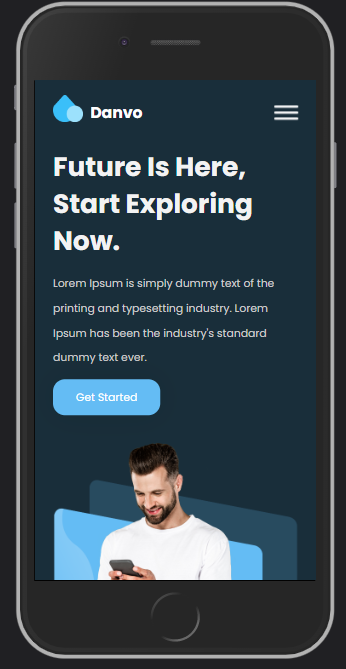 Danvo
Future Is Here,
Start Exploring
Now.
Lorem Ipsum is simply dummy text of the
printing and typesetting industry. Lorem
Ipsum has been the industry's standard
dummy text ever.
Get Started